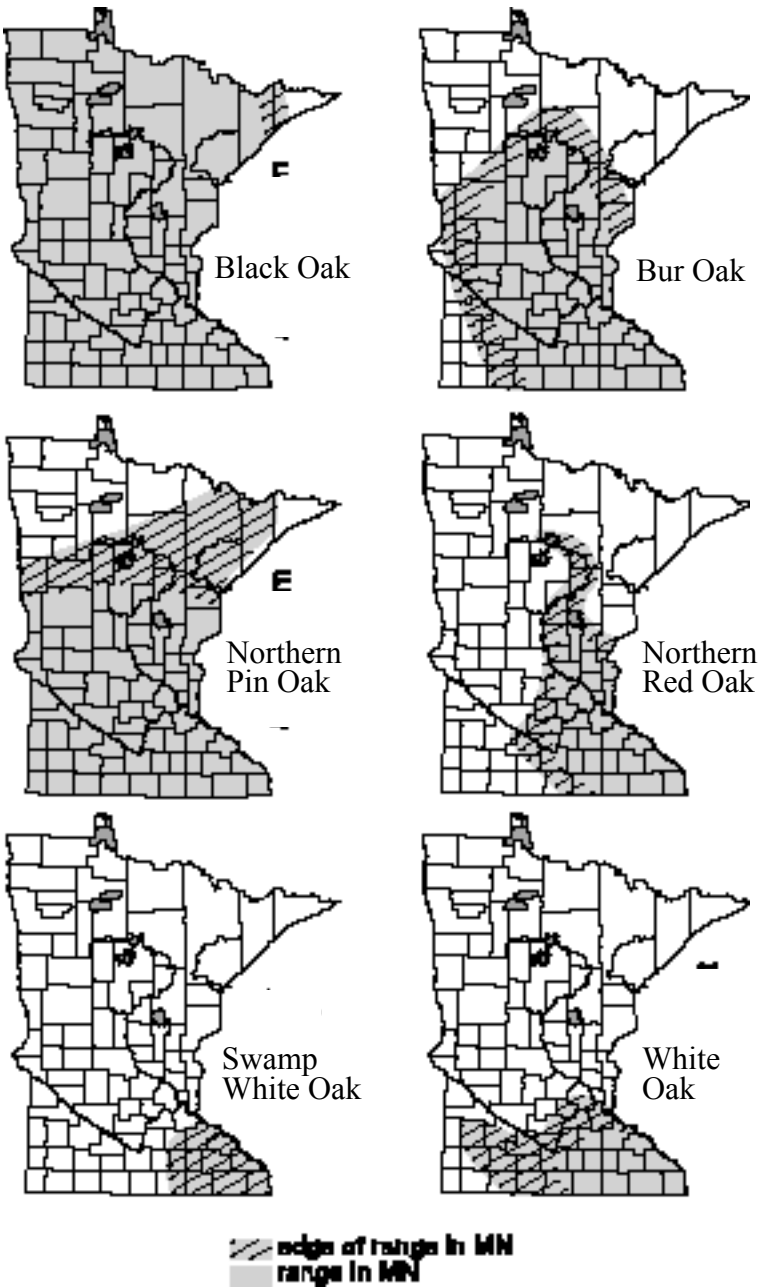 Black Oak
Bur Oak
E
Northern
Pin Oak
Northern
Red Oak
Swamp
White Oak
White
Oak
edge of range in MN
range in MN